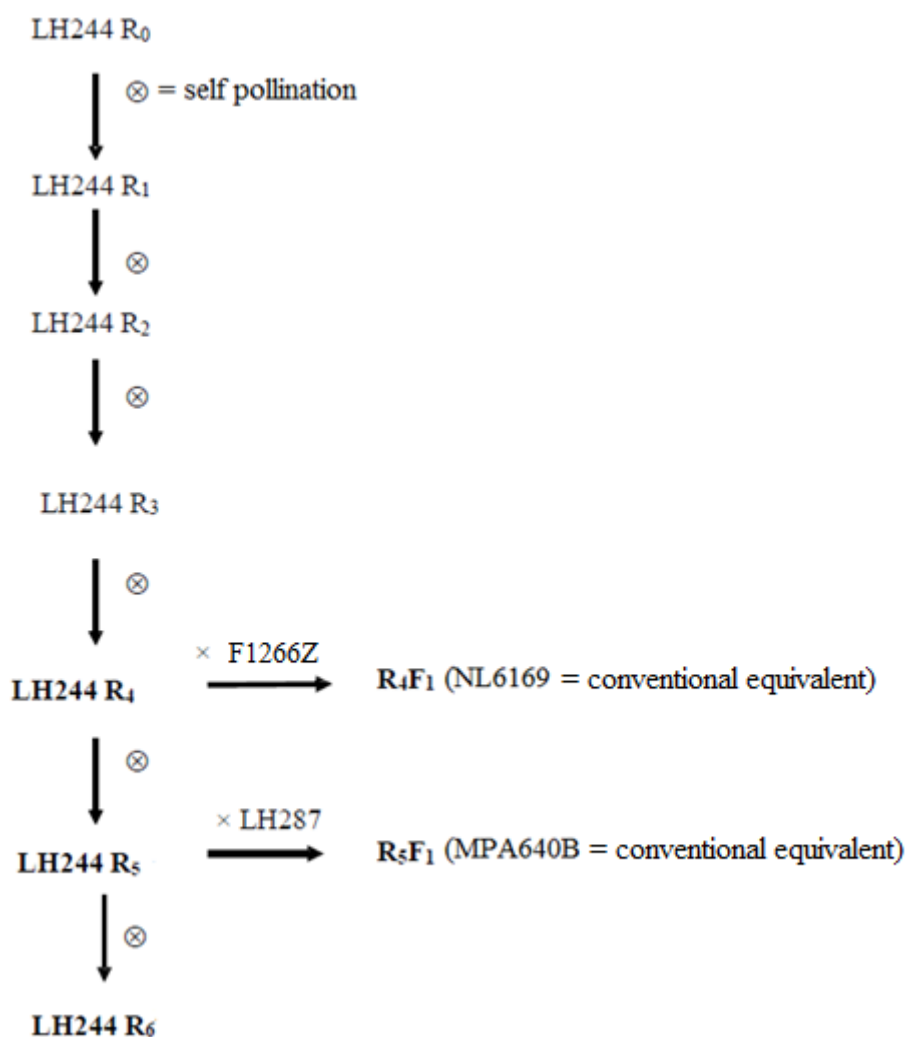 LH244 R₀
⊗ = self pollination
LH244 R₁
⊗
LH244 R₂
⊗
LH244 R₃
⊗
× F1266Z
LH244 R₄ R₄F₁ (NL6169 = conventional equivalent)
⊗
× LH287
LH244 R₅ R₅F₁ (MPA640B = conventional equivalent)
⊗
LH244 R₆